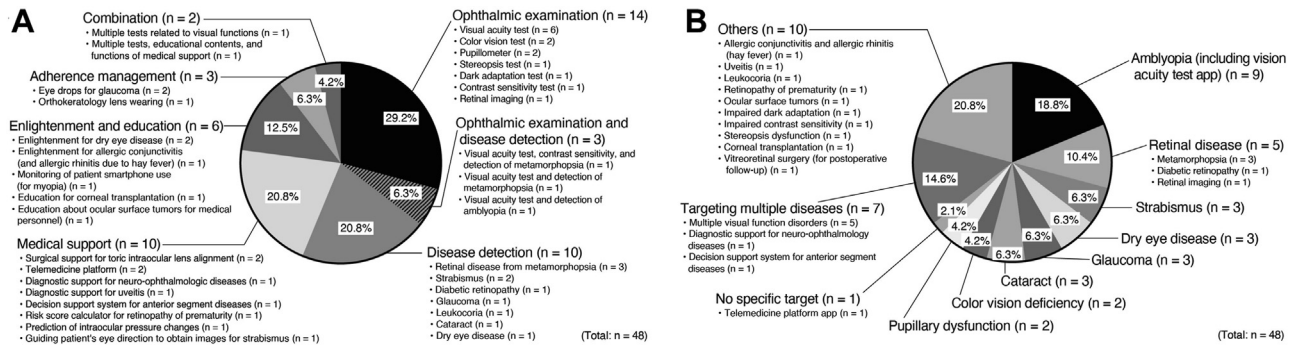 A
Combination (n = 2)
• Multiple tests related to visual functions (n = 1)
• Multiple tests, educational contents, and
functions of medical support (n = 1)
Adherence management (n = 3)
• Eye drops for glaucoma (n = 2)
• Orthokeratology lens wearing (n = 1)
Enlightenment and education (n = 6)
• Enlightenment for dry eye disease (n = 2)
• Enlightenment for allergic conjunctivitis
(and allergic rhinitis due to hay fever) (n = 1)
• Monitoring of patient smartphone use
(for myopia) (n = 1)
• Education for corneal transplantation (n = 1)
• Education about ocular surface tumors for medical
personnel) (n = 1)
Medical support (n = 10)
• Surgical support for toric intraocular lens alignment (n = 2)
• Telemedicine platform (n = 2)
• Diagnostic support for neuro-ophthalmologic diseases (n = 1)
• Diagnostic support for uveitis (n = 1)
• Decision support system for anterior segment diseases (n = 1)
• Risk score calculator for retinopathy of prematurity (n = 1)
• Prediction of intraocular pressure changes (n = 1)
• Guiding patient's eye direction to obtain images for strabismus (n = 1)
4.2%
6.3%
12.5%
20.8%
20.8%
6.3%
29.2%
Ophthalmic examination (n = 14)
• Visual acuity test (n = 6)
• Color vision test (n = 2)
• Pupillometer (n = 2)
• Stereopsis test (n = 1)
• Dark adaptation test (n = 1)
• Contrast sensitivity test (n = 1)
• Retinal imaging (n = 1)
Ophthalmic examination and
disease detection (n = 3)
• Visual acuity test, contrast sensitivity, and
detection of metamorphopsia (n = 1)
• Visual acuity test and detection of
metamorphopsia (n = 1)
• Visual acuity test and detection of
amblyopia (n = 1)
Disease detection (n = 10)
• Retinal disease from metamorphopsia (n = 3)
• Strabismus (n = 2)
• Diabetic retinopathy (n = 1)
• Glaucoma (n = 1)
• Leukocoria (n = 1)
• Cataract (n = 1)
• Dry eye disease (n = 1)
(Total: n = 48)
B
Others (n = 10)
• Allergic conjunctivitis and allergic rhinitis
(hay fever) (n = 1)
• Uveitis (n = 1)
• Leukocoria (n = 1)
• Retinopathy of prematurity (n = 1)
• Ocular surface tumors (n = 1)
• Impaired dark adaptation (n = 1)
• Impaired contrast sensitivity (n = 1)
• Stereopsis dysfunction (n = 1)
• Corneal transplantation (n = 1)
• Vitreoretinal surgery (for postoperative
follow-up) (n = 1)
Targeting multiple diseases (n = 7)
• Multiple visual function disorders (n = 5)
• Diagnostic support for neuro-ophthalmology
diseases (n = 1)
• Decision support system for anterior segment
diseases (n = 1)
No specific target (n = 1)
• Telemedicine platform app (n = 1)
Pupillary dysfunction (n = 2)
20.8%
14.6%
2.1%
4.2%
4.2%
6.3%
6.3%
6.3%
6.3%
10.4%
18.8%
Amblyopia (including vision
acuity test app) (n = 9)
Retinal disease (n = 5)
• Metamorphopsia (n = 3)
• Diabetic retinopathy (n = 1)
• Retinal imaging (n = 1)
Strabismus (n = 3)
Dry eye disease (n = 3)
Glaucoma (n = 3)
Cataract (n = 3)
Color vision deficiency (n = 2)
(Total: n = 48)